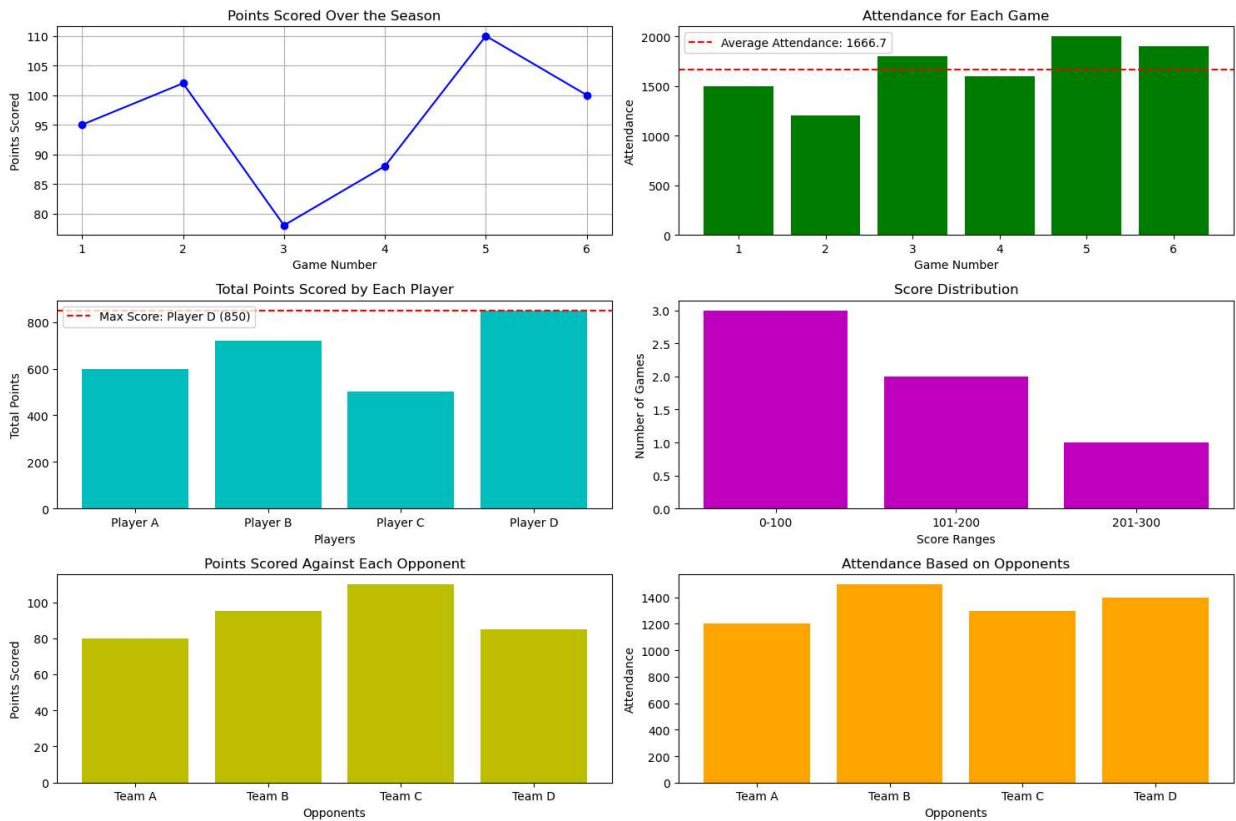 Points Scored Over the Season
110
105
100
95
90
85
80
Points Scored
1 2 3 4 5 6
Game Number
Attendance for Each Game
Average Attendance: 1666.7
2000
1500
1000
500
0
Attendance
1 2 3 4 5 6
Game Number
Total Points Scored by Each Player
Max Score: Player D (850)
800
600
400
200
0
Total Points
Player A Player B Player C Player D
Players
Score Distribution
3.0
2.5
2.0
1.5
1.0
0.5
0.0
Number of Games
0-100 101-200 201-300
Score Ranges
Points Scored Against Each Opponent
100
80
60
40
20
0
Points Scored
Team A Team B Team C Team D
Opponents
Attendance Based on Opponents
1400
1200
1000
800
600
400
200
0
Attendance
Team A Team B Team C Team D
Opponents